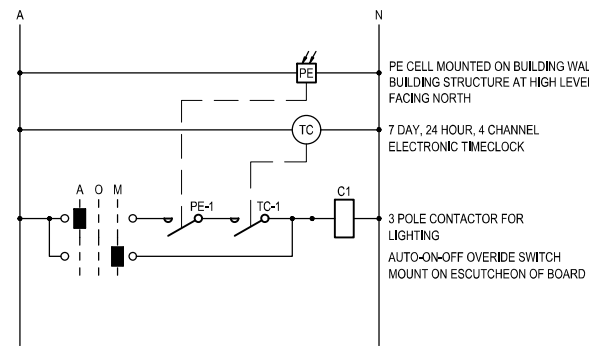 A N
PE
PE CELL MOUNTED ON BUILDING WAL
BUILDING STRUCTURE AT HIGH LEVEL
FACING NORTH
TC
7 DAY, 24 HOUR, 4 CHANNEL
ELECTRONIC TIMECLOCK
A O M
PE-1 TC-1 C1
3 POLE CONTACTOR FOR
LIGHTING
AUTO-ON-OFF OVERIDE SWITCH
MOUNT ON ESCUTCHEON OF BOARD